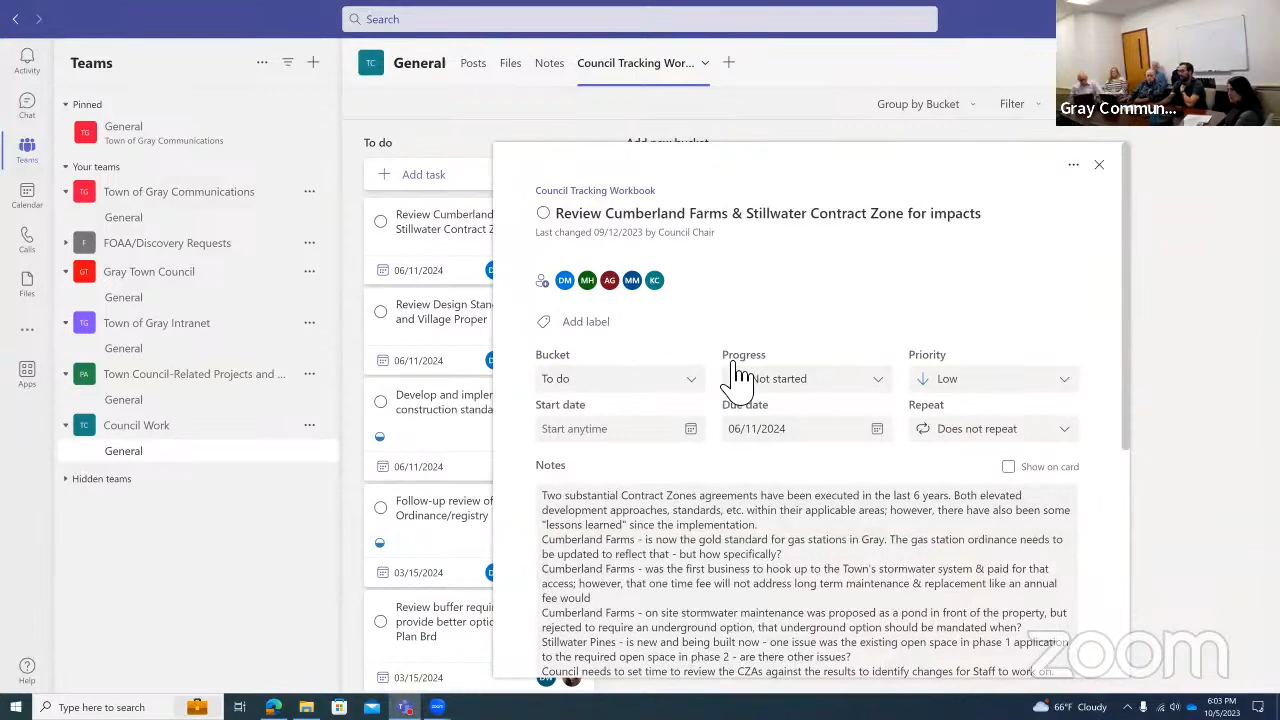 Search
Gray Commun...
Activity
Chat
Teams
Calendar
Calls
Files
Apps
Help
Teams
Pinned
TG
General
Town of Gray Communications
Your teams
TG Town of Gray Communications
General
F FOAA/Discovery Requests
GT Gray Town Council
General
TG Town of Gray Intranet
General
PA Town Council-Related Projects and ...
General
TC Council Work
General
Hidden teams
TC General Posts Files Notes Council Tracking Wor...
Group by Bucket Filter
To do
Add new bucket
Add task
Review Cumberland
Stillwater Contract Z
06/11/2024
Review Design Stan
and Village Proper
06/11/2024
Develop and imple
construction standa
06/11/2024
Follow-up review of
Ordinance/registry
03/15/2024
Review buffer requi
provide better optio
Plan Brd
03/15/2024
Council Tracking Workbook
Review Cumberland Farms & Stillwater Contract Zone for impacts
Last changed 09/12/2023 by Council Chair
DM MH AG MM KC
Add label
Bucket Progress Priority
To do Not started Low
Start date Due date Repeat
Start anytime 06/11/2024 Does not repeat
Notes Show on card
Two substantial Contract Zones agreements have been executed in the last 6 years. Both elevated
development approaches, standards, etc. within their applicable areas; however, there have also been some
"lessons learned" since the implementation.
Cumberland Farms - is now the gold standard for gas stations in Gray. The gas station ordinance needs to
be updated to reflect that - but how specifically?
Cumberland Farms - was the first business to hook up to the Town's stormwater system & paid for that
access; however, that one time fee will not address long term maintenance & replacement like an annual
fee would
Cumberland Farms - on site stormwater maintenance was proposed as a pond in front of the property, but
rejected to require an underground option, that underground option should be mandated when?
Stillwater Pines - is new and being built now - one issue was the existing open space in phase 1 application
to the required open space in phase 2 - are there other issues?
Council needs to set time to review the CZAs against the results to identify changes for Staff to work on.
zoom
Type here to search
66°F Cloudy
6:03 PM
10/5/2023